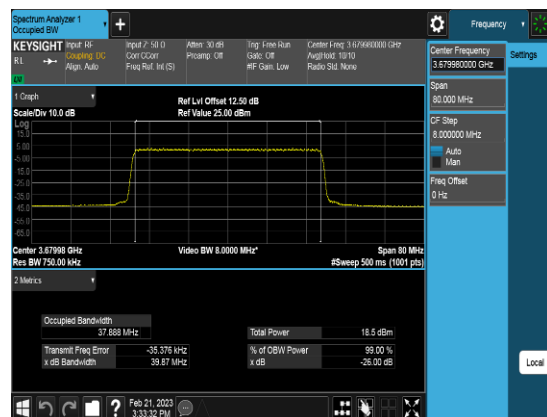 Spectrum Analyzer 1
Occupied BW
+
Frequency
KEYSIGHT
Input: RF
Coupling: DC
Align: Auto
Input Z: 50 Ω
Corr CCorr
Freq Ref: Int (S)
Atten: 30 dB
Preamp: Off
Trig: Free Run
Gate: Off
#IF Gain: Low
Center Freq: 3.679980000 GHz
Avg|Hold: 10/10
Radio Std: None
RL
LXI
Center Frequency
3.679980000 GHz
Settings
Span
80.000 MHz
CF Step
8.000000 MHz
Auto
Man
Freq Offset
0 Hz
Local
1 Graph
Scale/Div 10.0 dB
Ref Lvl Offset 12.50 dB
Ref Value 25.00 dBm
Log
15.0
5.00
-5.00
-15.0
-25.0
-35.0
-45.0
-55.0
-65.0
Center 3.67998 GHz
Res BW 750.00 kHz
Video BW 8.0000 MHz*
Span 80 MHz
#Sweep 500 ms (1001 pts)
2 Metrics
Occupied Bandwidth
37.888 MHz
Total Power
18.5 dBm
Transmit Freq Error
-35.376 kHz
% of OBW Power
99.00 %
x dB Bandwidth
39.87 MHz
x dB
-26.00 dB
?
Feb 21, 2023
3:33:32 PM